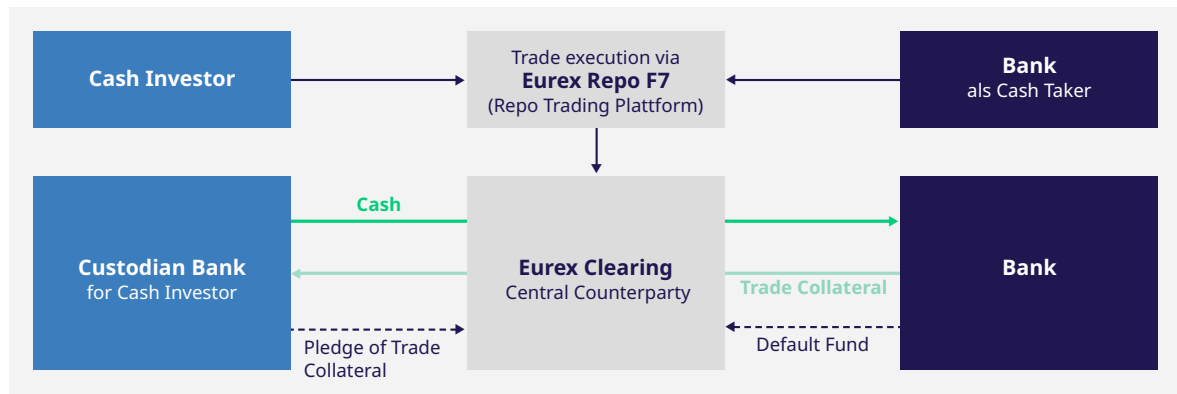 Cash Investor
Trade execution via
Eurex Repo F7
(Repo Trading Plattform)
Bank
als Cash Taker
Cash
Custodian Bank
for Cash Investor
Eurex Clearing
Central Counterparty
Bank
Trade Collateral
Pledge of Trade
Collateral
Default Fund